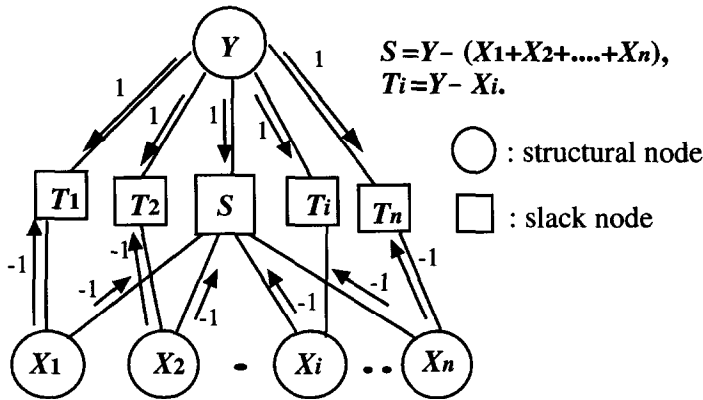 Y
S=Y- (X1+X2+....+Xn),
Ti=Y- Xi.
1 1 1 1 1
: structural node
T1 T2 S Ti Tn
: slack node
-1 -1 -1
-1 -1 -1 -1
X1 X2 - Xi .. Xn